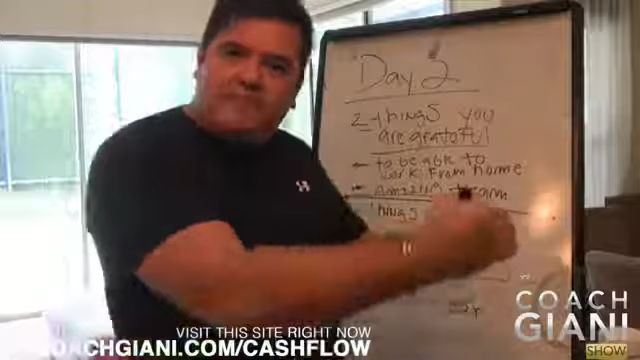 Day 2
2 things you
are grateful
- to be able to
work from home
- amazing team
things
VISIT THIS SITE RIGHT NOW
COACHGIANI.COM/CASHFLOW
COACH
GIANI
SHOW